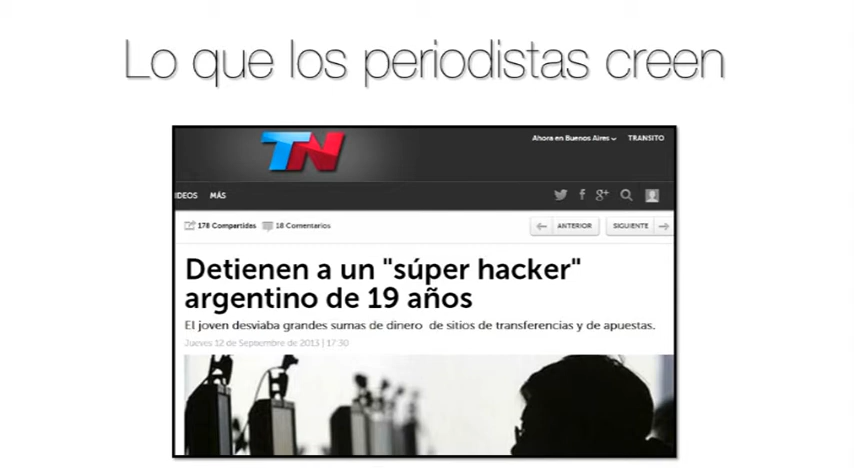 Lo que los periodistas creen
TN
Ahora en Buenos Aires
TRANSITO
IDEOS MÁS
178 Compartidas 18 Comentarios
ANTERIOR
SIGUIENTE
Detienen a un "súper hacker"
argentino de 19 años
El joven desviaba grandes sumas de dinero de sitios de transferencias y de apuestas.
Jueves 12 de Septiembre de 2013 | 17:30